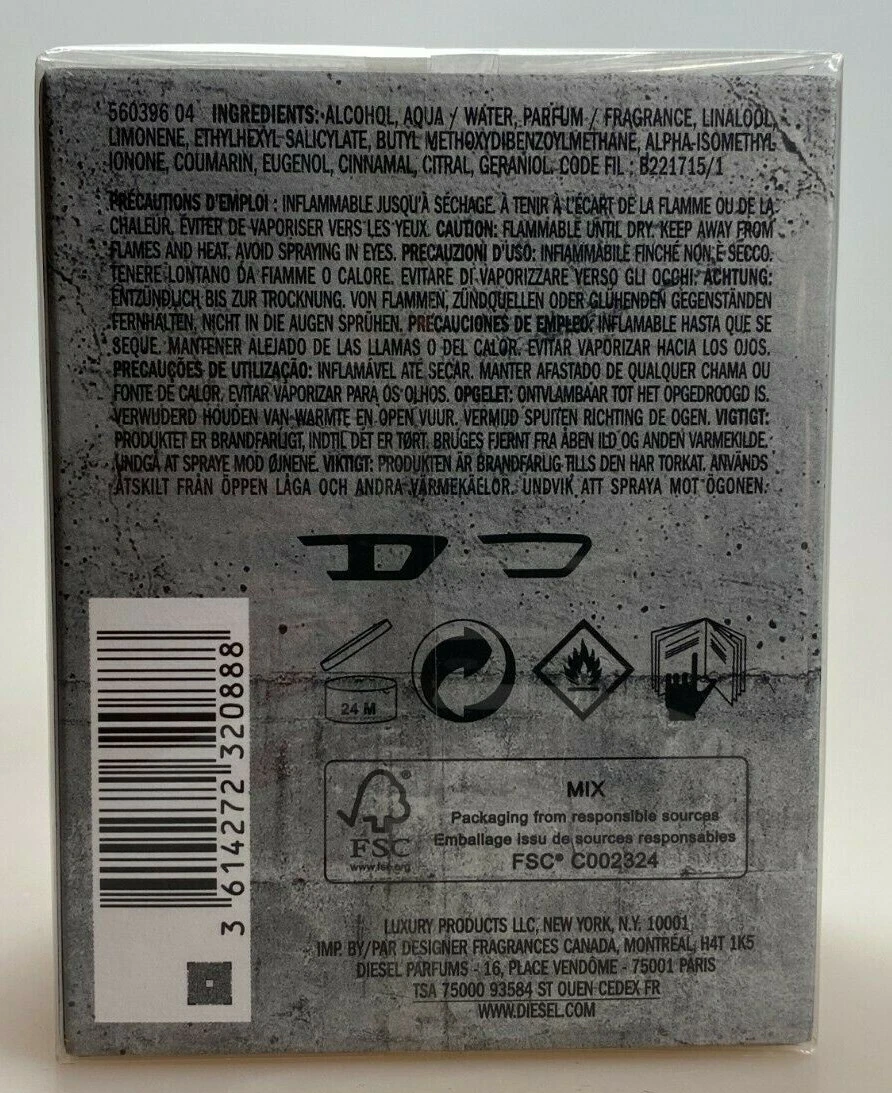 560396 04 INGREDIENTS: ALCOHOL, AQUA / WATER, PARFUM / FRAGRANCE, LINALOOL,
LIMONENE, ETHYLHEXYL SALICYLATE, BUTYL METHOXYDIBENZOYLMETHANE, ALPHA-ISOMETHYL
IONONE, COUMARIN, EUGENOL, CINNAMAL, CITRAL, GERANIOL. CODE FIL : B221715/1
PRÉCAUTIONS D'EMPLOI : INFLAMMABLE JUSQU'À SÉCHAGE. À TENIR À L'ÉCART DE LA FLAMME OU DE LA
CHALEUR. ÉVITER DE VAPORISER VERS LES YEUX. CAUTION: FLAMMABLE UNTIL DRY. KEEP AWAY FROM
FLAMES AND HEAT. AVOID SPRAYING IN EYES. PRECAUZIONI D'USO: INFIAMMABILE FINCHÉ NON È SECCO.
TENERE LONTANO DA FIAMME O CALORE. EVITARE DI VAPORIZZARE VERSO GLI OCCHI. ACHTUNG:
ENTZÜNDLICH BIS ZUR TROCKNUNG. VON FLAMMEN, ZÜNDQUELLEN ODER GLÜHENDEN GEGENSTÄNDEN
FERNHALTEN, NICHT IN DIE AUGEN SPRÜHEN. PRECAUCIONES DE EMPLEO: INFLAMABLE HASTA QUE SE
SEQUE. MANTENER ALEJADO DE LAS LLAMAS O DEL CALOR. EVITAR VAPORIZAR HACIA LOS OJOS.
PRECAUÇÕES DE UTILIZAÇÃO: INFLAMÁVEL ATÉ SECAR. MANTER AFASTADO DE QUALQUER CHAMA OU
FONTE DE CALOR. EVITAR VAPORIZAR PARA OS OLHOS. OPGELET: ONTVLAMBAAR TOT HET OPGEDROOGD IS.
VERWIJDERD HOUDEN VAN WARMTE EN OPEN VUUR. VERMIJD SPUITEN RICHTING DE OGEN. VIGTIGT:
PRODUKTET ER BRANDFARLIGT, INDTIL DET ER TØRT. BRUGES FJERNT FRA ÅBEN ILD OG ANDEN VARMEKILDE.
UNDGÅ AT SPRAYE MOD ØJNENE. VIKTIGT: PRODUKTEN ÄR BRANDFARLIG TILLS DEN HAR TORKAT. ANVÄNDS
ÅTSKILT FRÅN ÖPPEN LÅGA OCH ANDRA VÄRMEKÄLLOR. UNDVIK ATT SPRAYA MOT ÖGONEN.
D
24 M
3 614272 320888
MIX
Packaging from responsible sources
Emballage issu de sources responsables
FSC® C002324
FSC
www.fsc.org
LUXURY PRODUCTS LLC, NEW YORK, N.Y. 10001
IMP. BY/PAR DESIGNER FRAGRANCES CANADA, MONTRÉAL, H4T 1K5
DIESEL PARFUMS - 16, PLACE VENDÔME - 75001 PARIS
TSA 75000 93584 ST OUEN CEDEX FR
WWW.DIESEL.COM